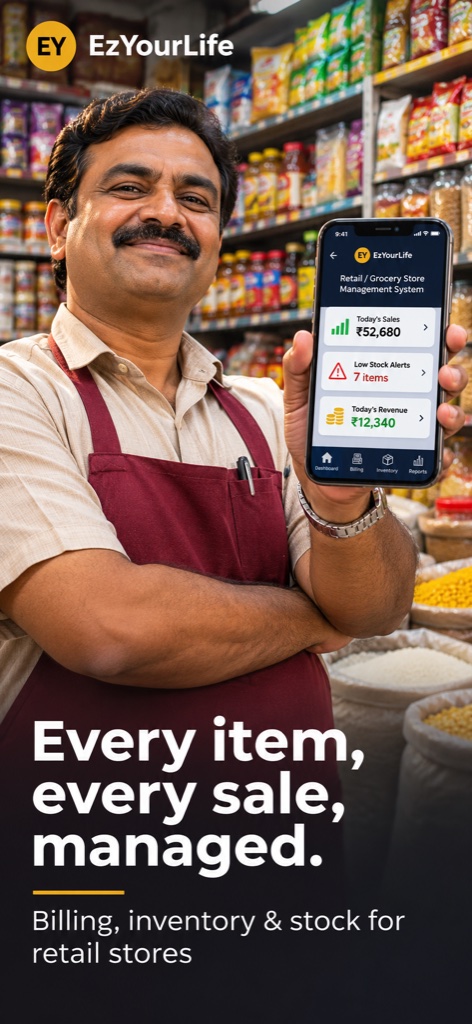 EY EzYourLife
9:41
EY EzYourLife
Retail / Grocery Store
Management System
Today's Sales
₹52,680
Low Stock Alerts
7 items
Today's Revenue
₹12,340
Dashboard Billing Inventory Reports
Every item,
every sale,
managed.
Billing, inventory & stock for
retail stores